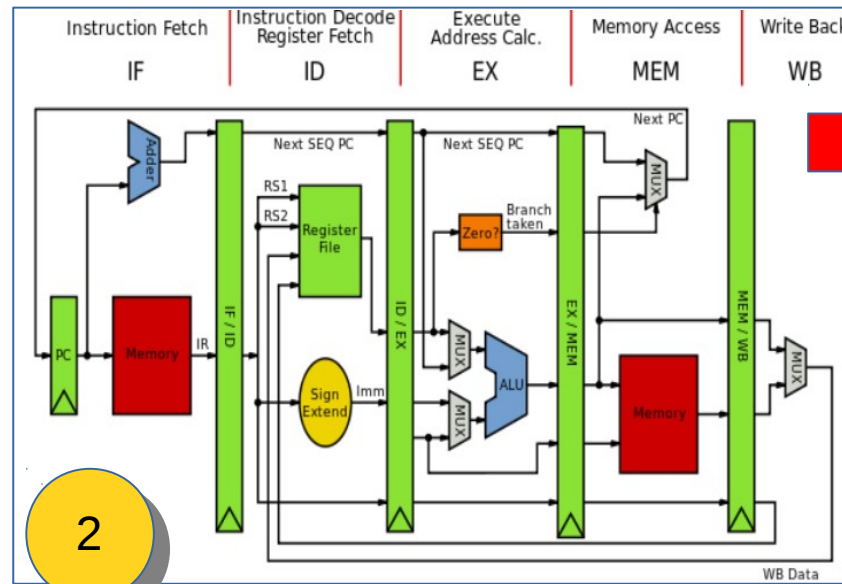 Instruction Fetch
IF
Instruction Decode
Register Fetch
ID
Execute
Address Calc.
EX
Memory Access
MEM
Write Back
WB
Next PC
Adder
Next SEQ PC
Next SEQ PC
MUX
RS1
RS2
Register
File
Branch
taken
Zero?
IF / ID
ID / EX
EX / MEM
MEM / WB
PC
Memory
IR
MUX
ALU
MUX
Sign
Extend
Imm
MUX
Memory
2
WB Data